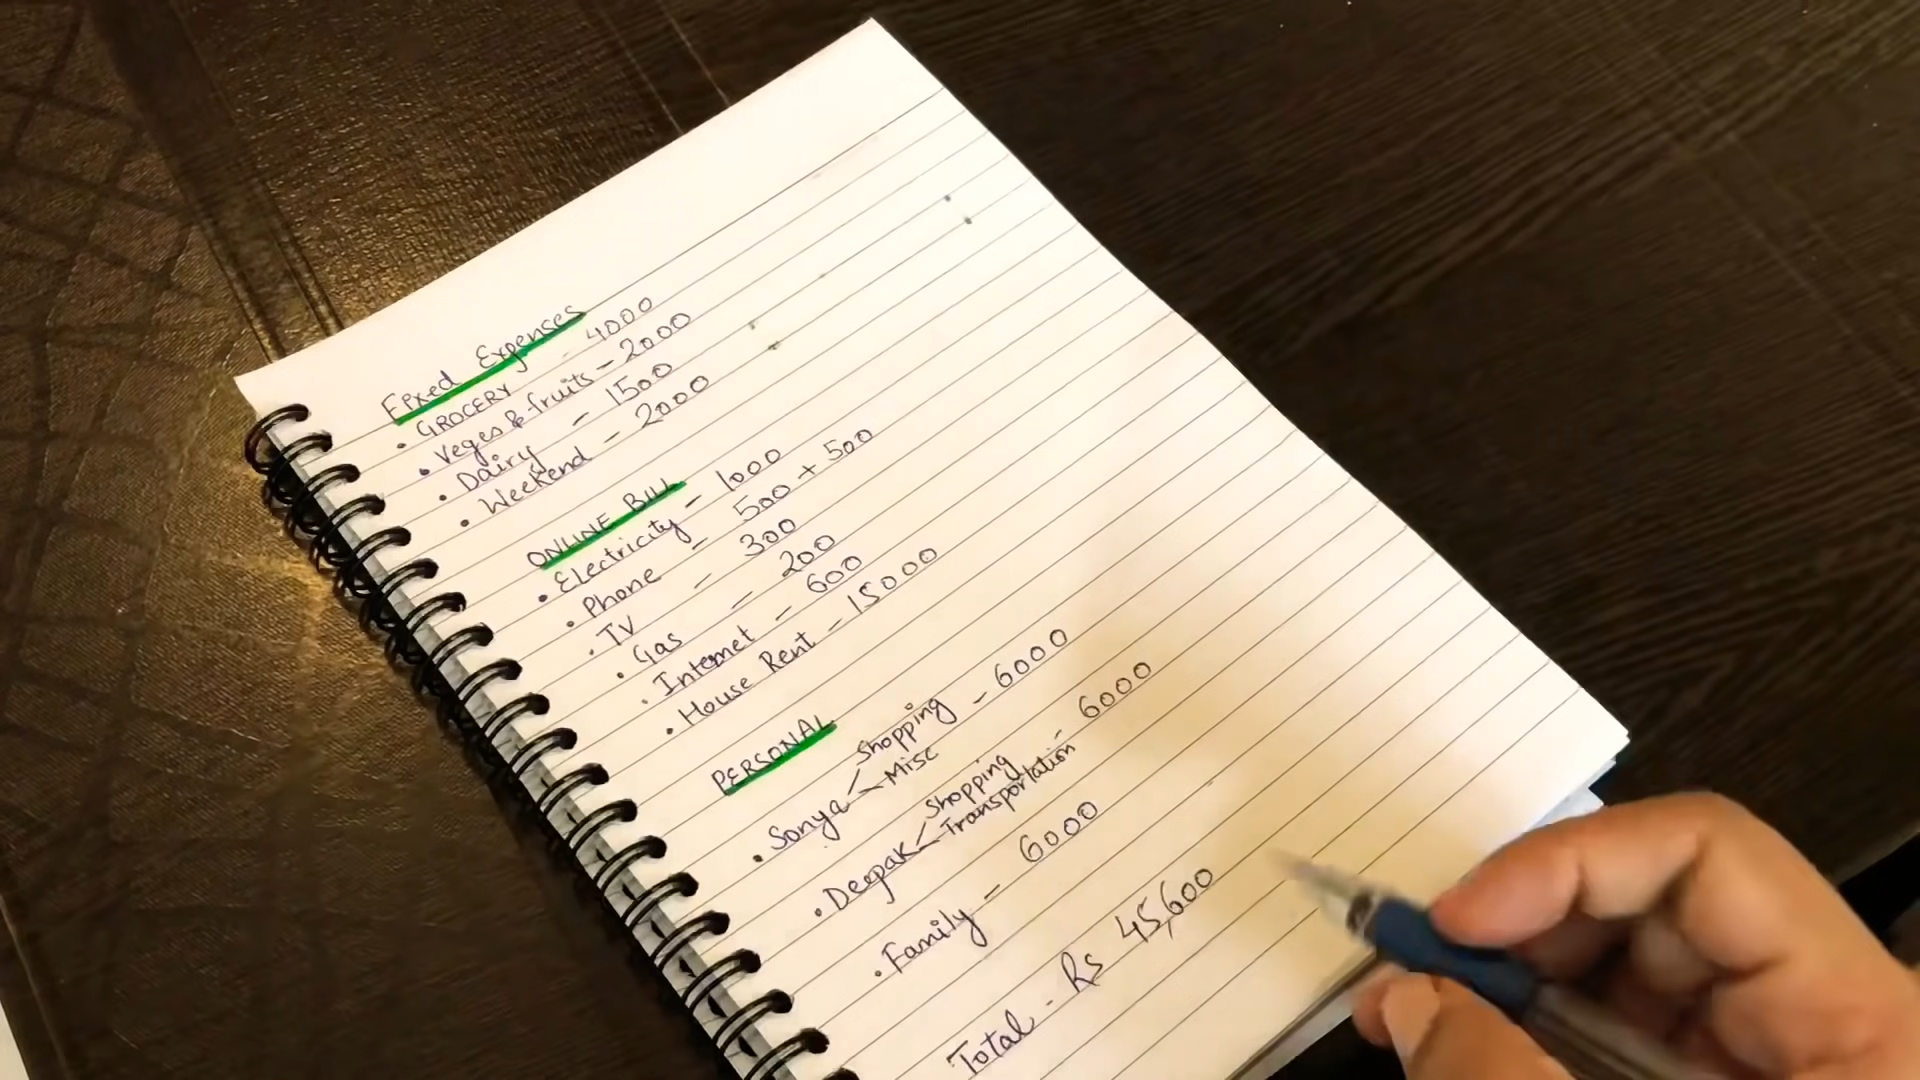 Fixed Expenses
• GROCERY - 4000
• Veges & fruits - 2000
• Dairy - 1500
• Weekend - 2000
ONLINE BILL
• Electricity - 1000
• Phone - 500 + 500
• TV - 300
• Gas - 200
• Internet - 600
• House Rent - 15000
PERSONAL
• Sonya < Shopping - 6000
Misc
• Deepak < Shopping - 6000
Transportation
• Family - 6000
Total - Rs 45,600